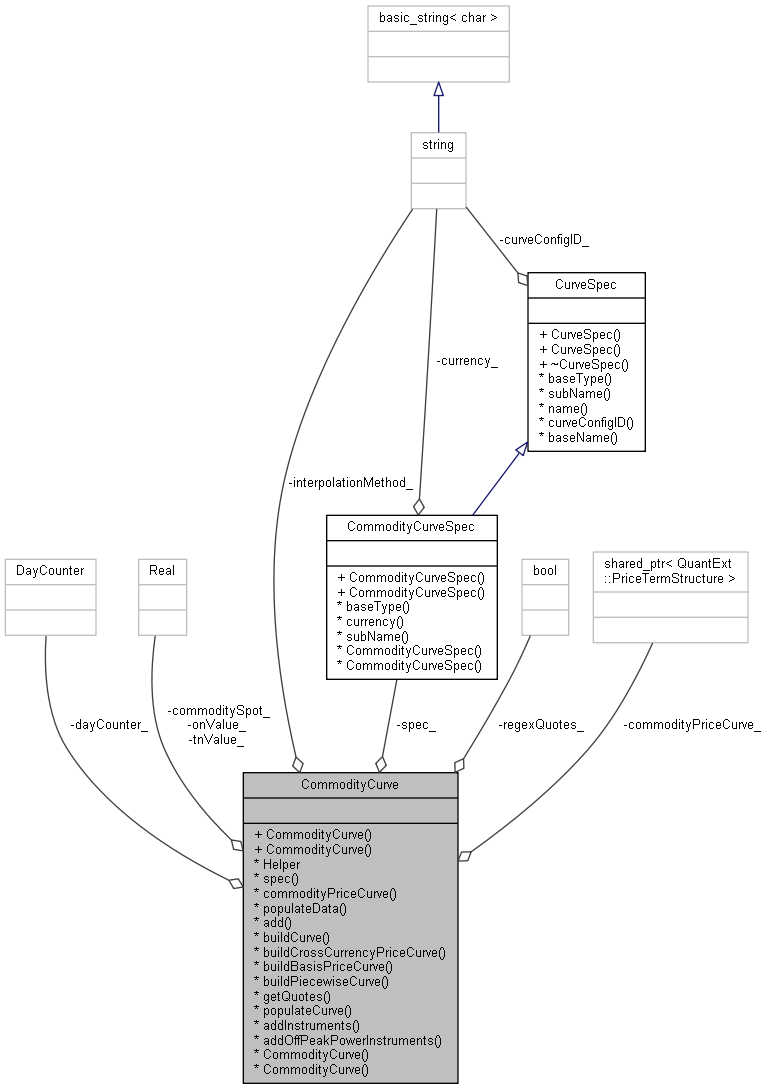 basic_string< char >
string
-curveConfigID_
CurveSpec
+ CurveSpec()
+ CurveSpec()
+ ~CurveSpec()
* baseType()
* subName()
* name()
* curveConfigID()
* baseName()
-currency_
-interpolationMethod_
CommodityCurveSpec
+ CommodityCurveSpec()
+ CommodityCurveSpec()
* baseType()
* currency()
* subName()
* CommodityCurveSpec()
* CommodityCurveSpec()
DayCounter
Real
bool
shared_ptr< QuantExt
::PriceTermStructure >
-dayCounter_
-commoditySpot_
-onValue_
-tnValue_
-spec_
-regexQuotes_
-commodityPriceCurve_
CommodityCurve
+ CommodityCurve()
+ CommodityCurve()
* Helper
* spec()
* commodityPriceCurve()
* populateData()
* add()
* buildCurve()
* buildCrossCurrencyPriceCurve()
* buildBasisPriceCurve()
* buildPiecewiseCurve()
* getQuotes()
* populateCurve()
* addInstruments()
* addOffPeakPowerInstruments()
* CommodityCurve()
* CommodityCurve()